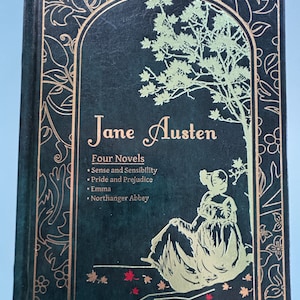 Jane Austen
Four Novels
• Sense and Sensibility
• Pride and Prejudice
• Emma
• Northanger Abbey